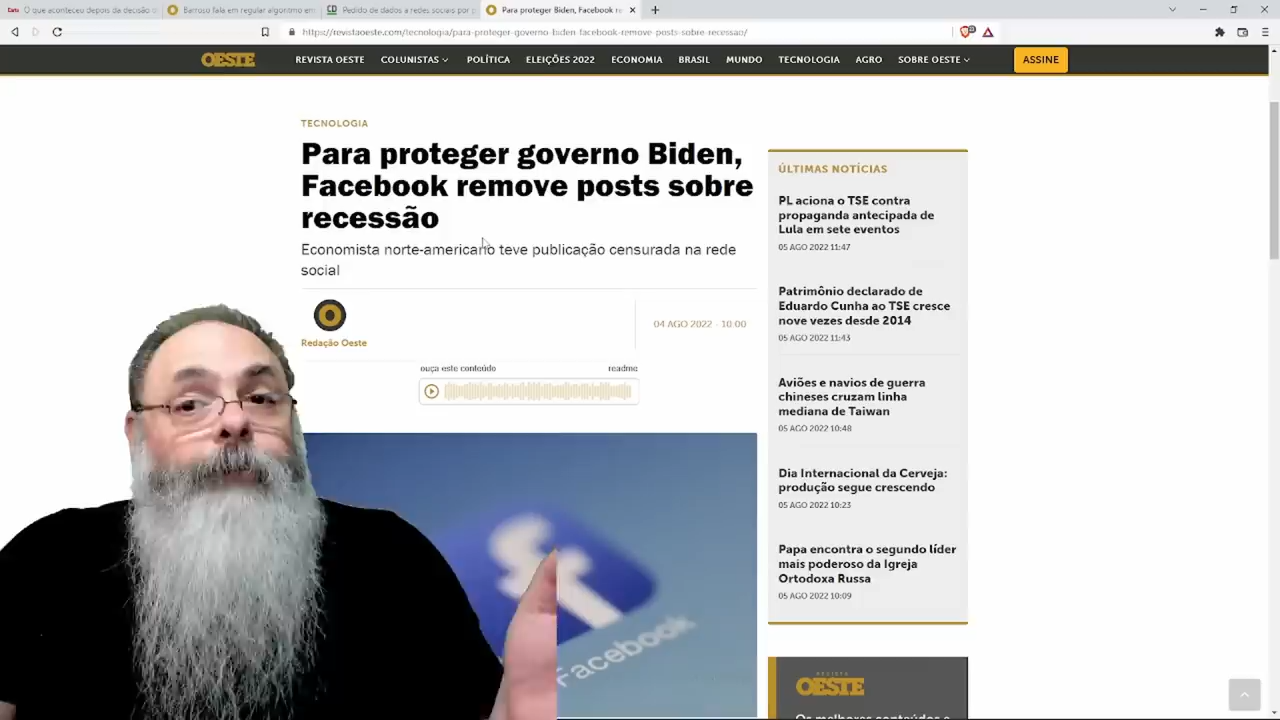 O que aconteceu depois da decisão
Barroso fala em regular algoritmo em
Pedido de dados a redes sociais por
Para proteger Biden, Facebook re
https://revistaoeste.com/tecnologia/para-proteger-governo-biden-facebook-remove-posts-sobre-recessao/
OESTE
REVISTA OESTE
COLUNISTAS
POLÍTICA
ELEIÇÕES 2022
ECONOMIA
BRASIL
MUNDO
TECNOLOGIA
AGRO
SOBRE OESTE
ASSINE
TECNOLOGIA
Para proteger governo Biden,
Facebook remove posts sobre
recessão
Economista norte-americano teve publicação censurada na rede
social
Redação Oeste
04 AGO 2022 - 10:00
ouça este conteúdo
readme
Facebook
ÚLTIMAS NOTÍCIAS
PL aciona o TSE contra
propaganda antecipada de
Lula em sete eventos
05 AGO 2022 11:47
Patrimônio declarado de
Eduardo Cunha ao TSE cresce
nove vezes desde 2014
05 AGO 2022 11:43
Aviões e navios de guerra
chineses cruzam linha
mediana de Taiwan
05 AGO 2022 10:48
Dia Internacional da Cerveja:
produção segue crescendo
05 AGO 2022 10:23
Papa encontra o segundo líder
mais poderoso da Igreja
Ortodoxa Russa
05 AGO 2022 10:09
REVISTA
OESTE
Os melhores conteúdos e